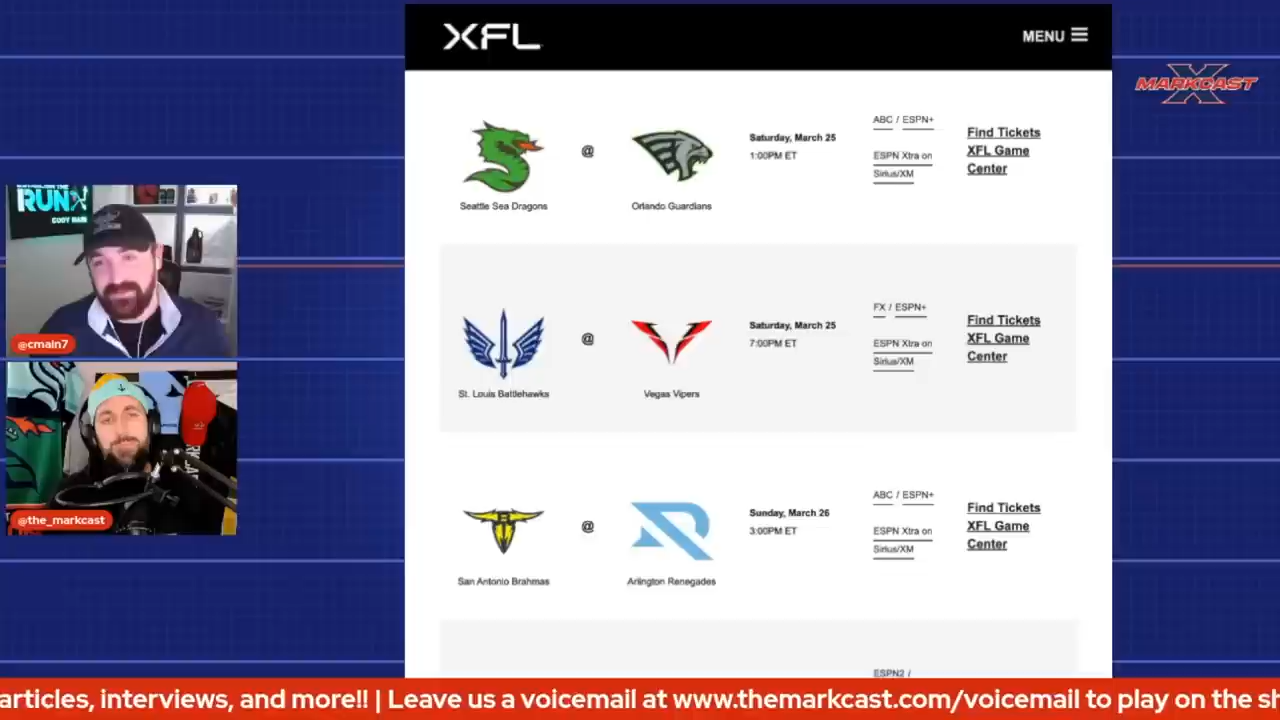 XFL
MENU
MARKCAST
Seattle Sea Dragons
@
Orlando Guardians
Saturday, March 25
1:00PM ET
ABC / ESPN+
ESPN Xtra on
Sirius/XM
Find Tickets
XFL Game
Center
St. Louis Battlehawks
@
Vegas Vipers
Saturday, March 25
7:00PM ET
FX / ESPN+
ESPN Xtra on
Sirius/XM
Find Tickets
XFL Game
Center
San Antonio Brahmas
@
Arlington Renegades
Sunday, March 26
3:00PM ET
ABC / ESPN+
ESPN Xtra on
Sirius/XM
Find Tickets
XFL Game
Center
ESPN2 /
RUN
CODY MAIN
@cmain7
@the_markcast
articles, interviews, and more!! | Leave us a voicemail at www.themarkcast.com/voicemail to play on the sh